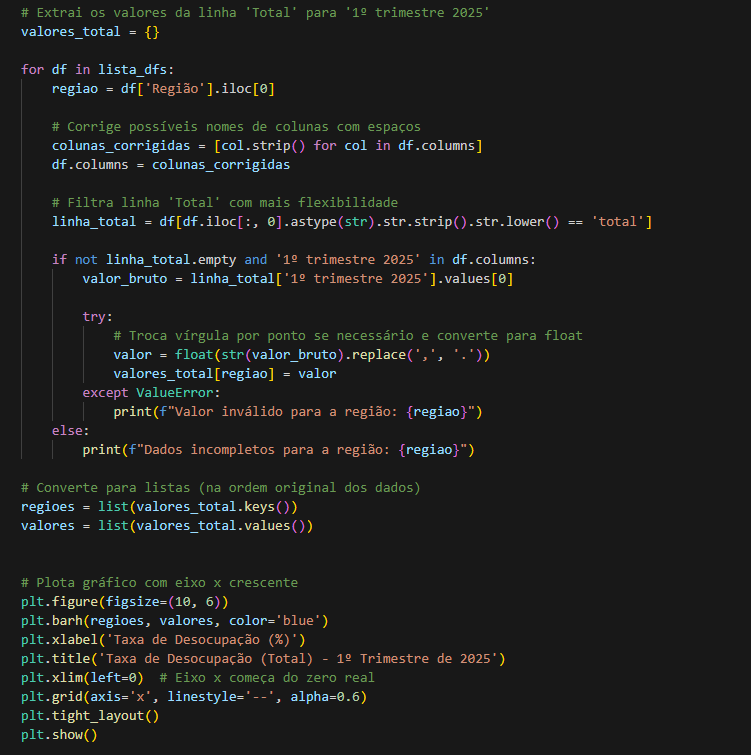 # Extrai os valores da linha 'Total' para '1º trimestre 2025'
valores_total = {}

for df in lista_dfs:
    regiao = df['Região'].iloc[0]

    # Corrige possíveis nomes de colunas com espaços
    colunas_corrigidas = [col.strip() for col in df.columns]
    df.columns = colunas_corrigidas

    # Filtra linha 'Total' com mais flexibilidade
    linha_total = df[df.iloc[:, 0].astype(str).str.strip().str.lower() == 'total']

    if not linha_total.empty and '1º trimestre 2025' in df.columns:
        valor_bruto = linha_total['1º trimestre 2025'].values[0]

        try:
            # Troca vírgula por ponto se necessário e converte para float
            valor = float(str(valor_bruto).replace(',', '.'))
            valores_total[regiao] = valor
        except ValueError:
            print(f"Valor inválido para a região: {regiao}")
    else:
        print(f"Dados incompletos para a região: {regiao}")

# Converte para listas (na ordem original dos dados)
regioes = list(valores_total.keys())
valores = list(valores_total.values())


# Plota gráfico com eixo x crescente
plt.figure(figsize=(10, 6))
plt.barh(regioes, valores, color='blue')
plt.xlabel('Taxa de Desocupação (%)')
plt.title('Taxa de Desocupação (Total) - 1º Trimestre de 2025')
plt.xlim(left=0)  # Eixo x começa do zero real
plt.grid(axis='x', linestyle='--', alpha=0.6)
plt.tight_layout()
plt.show()